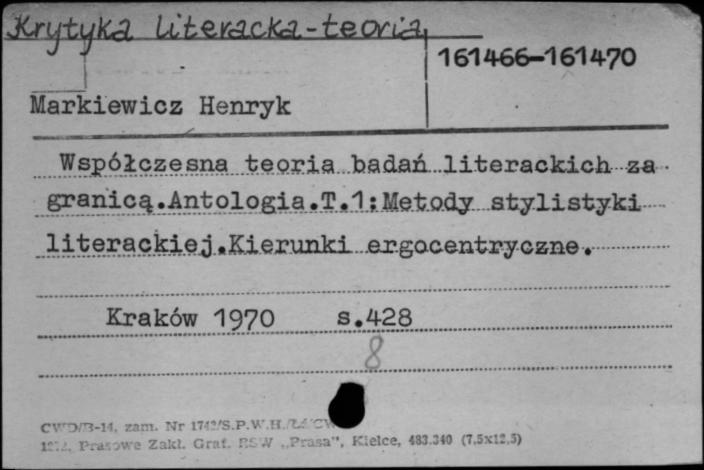 Krytyka literacka-teoria
161466-161470
Markiewicz Henryk
Współczesna teoria badań literackich za
granicą.Antologia.T.1:Metody stylistyki
literackiej.Kierunki ergocentryczne.
Kraków 1970 s.428
8
CWD/B-14, zam. Nr 1742/S.P.W.H.
Prasowe Zakł. Graf. RSW „Prasa", Kielce, 483.340 (7,5x12,5)